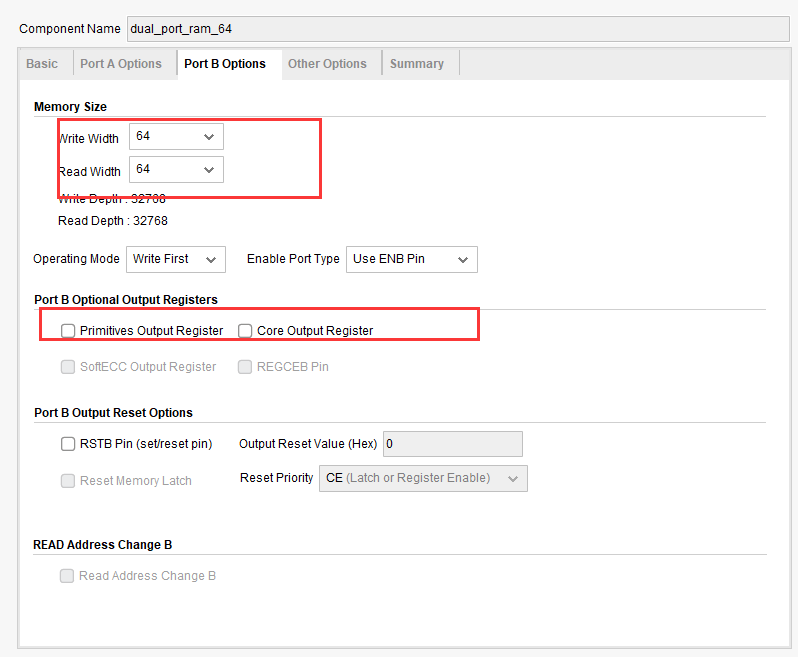 Component Name dual_port_ram_64
Basic Port A Options Port B Options Other Options Summary
Memory Size
Write Width 64
Read Width 64
Write Depth : 32768
Read Depth : 32768
Operating Mode Write First Enable Port Type Use ENB Pin
Port B Optional Output Registers
Primitives Output Register Core Output Register
SoftECC Output Register REGCEB Pin
Port B Output Reset Options
RSTB Pin (set/reset pin) Output Reset Value (Hex) 0
Reset Memory Latch Reset Priority CE (Latch or Register Enable)
READ Address Change B
Read Address Change B